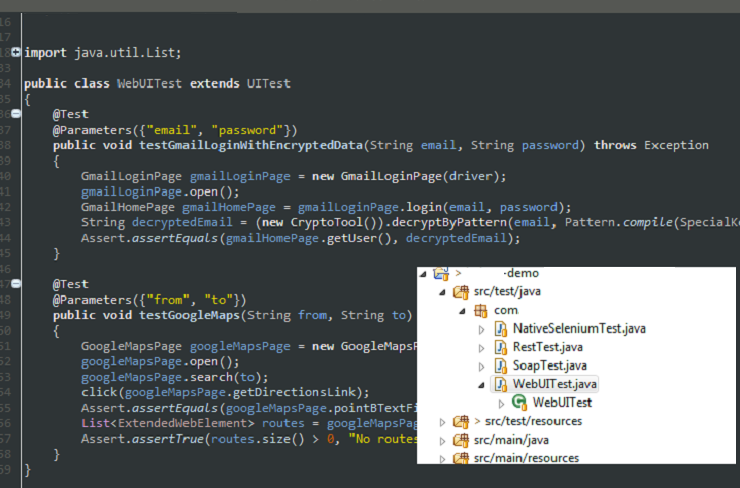 16
17
18 import java.util.List;
33
34 public class WebUITest extends UITest
35 {
36 @Test
37 @Parameters({"email", "password"})
38 public void testGmailLoginWithEncryptedData(String email, String password) throws Exception
39 {
40 GmailLoginPage gmailLoginPage = new GmailLoginPage(driver);
41 gmailLoginPage.open();
42 GmailHomePage gmailHomePage = gmailLoginPage.login(email, password);
43 String decryptedEmail = (new CryptoTool()).decryptByPattern(email, Pattern.compile(SpecialKe
44 Assert.assertEquals(gmailHomePage.getUser(), decryptedEmail);
45 }
46
47 @Test
48 @Parameters({"from", "to"})
49 public void testGoogleMaps(String from, String to)
50 {
51 GoogleMapsPage googleMapsPage = new GoogleMapsP
52 googleMapsPage.open();
53 googleMapsPage.search(to);
54 click(googleMapsPage.getDirectionsLink);
55 Assert.assertEquals(googleMapsPage.pointBTextFi
56 List<ExtendedWebElement> routes = googleMapsPag
57 Assert.assertTrue(routes.size() > 0, "No routes
58 }
59 }
> -demo
src/test/java
com
NativeSeleniumTest.java
RestTest.java
SoapTest.java
WebUITest.java
WebUITest
> src/test/resources
src/main/java
src/main/resources